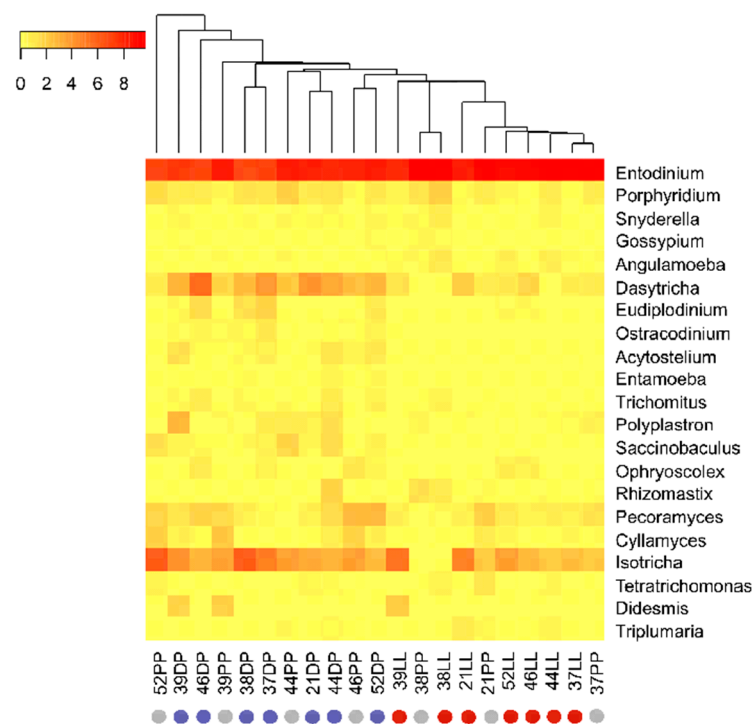 0 2 4 6 8
Entodinium
Porphyridium
Snyderella
Gossypium
Angulamoeba
Dasytricha
Eudiplodinium
Ostracodinium
Acytostelium
Entamoeba
Trichomitus
Polyplastron
Saccinobaculus
Ophryoscolex
Rhizomastix
Pecoramyces
Cyllamyces
Isotricha
Tetratrichomonas
Didesmis
Triplumaria
52PP 39DP 46DP 39PP 38DP 37DP 44PP 21DP 44DP 46PP 52DP 39LL 38PP 38LL 21LL 21PP 52LL 46LL 44LL 37LL 37PP